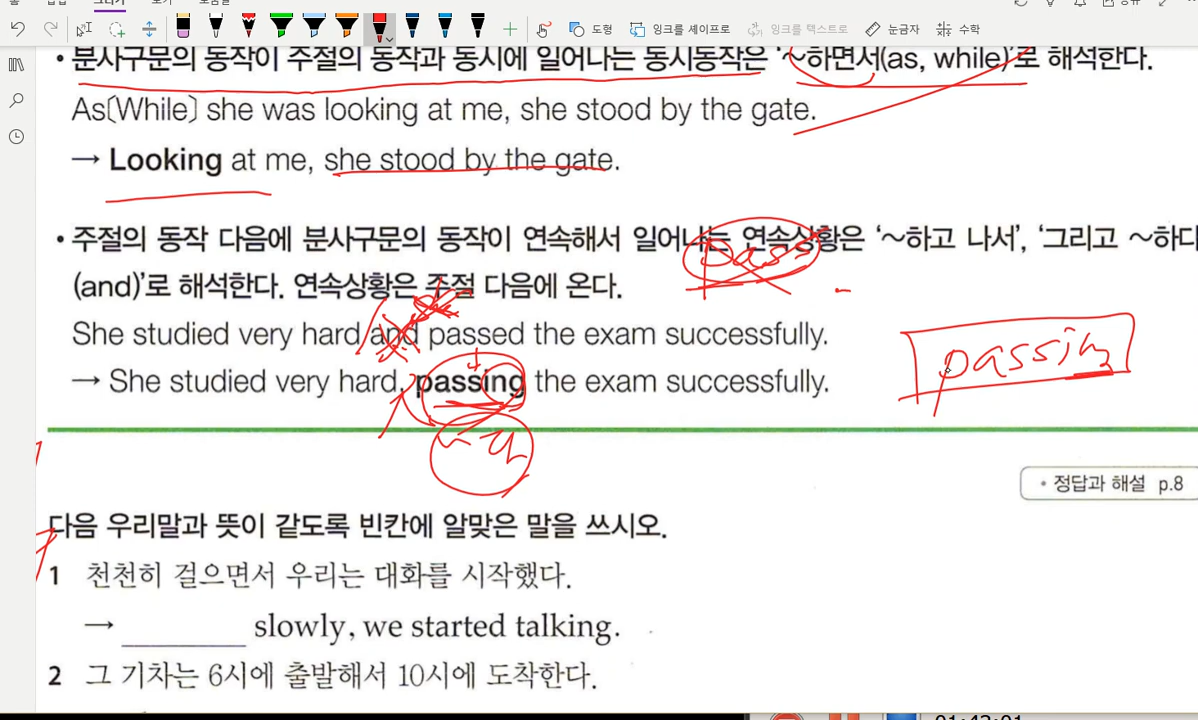 도형 잉크를 셰이프로 잉크를 텍스트로 눈금자 수학
• 분사구문의 동작이 주절의 동작과 동시에 일어나는 동시동작은 '~하면서(as, while)'로 해석한다.
As(While) she was looking at me, she stood by the gate.
→ Looking at me, she stood by the gate.
• 주절의 동작 다음에 분사구문의 동작이 연속해서 일어나는 연속상황은 '~하고 나서', '그리고 ~하다
pass
(and)'로 해석한다. 연속상황은 주절 다음에 온다.
She studied very hard and passed the exam successfully.
→ She studied very hard, passing the exam successfully.
passing
• 정답과 해설 p.8
다음 우리말과 뜻이 같도록 빈칸에 알맞은 말을 쓰시오.
1 천천히 걸으면서 우리는 대화를 시작했다.
→ ________ slowly, we started talking.
2 그 기차는 6시에 출발해서 10시에 도착한다.